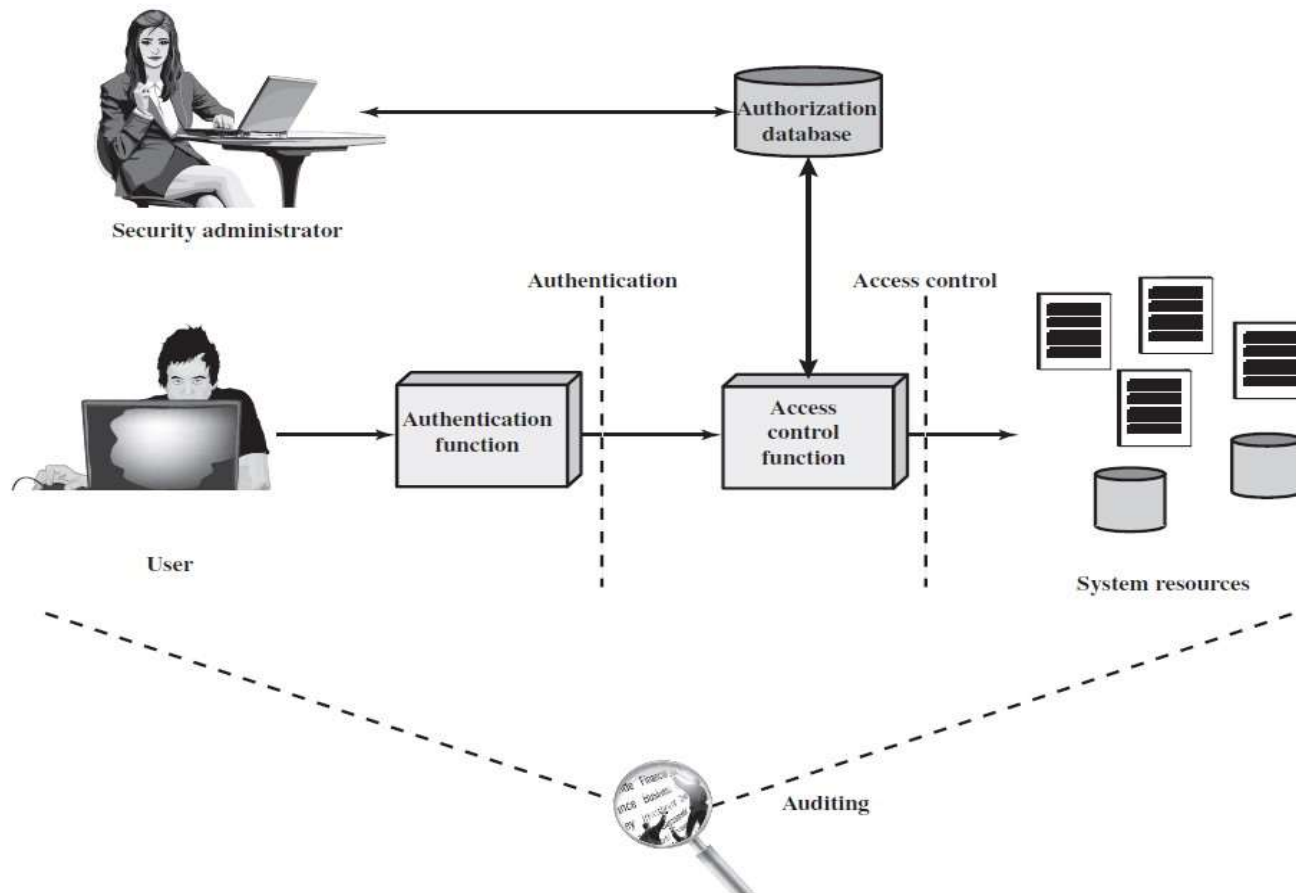 Authorization
database
Security administrator
Authentication
Access control
Authentication
function
Access
control
function
User
System resources
Auditing